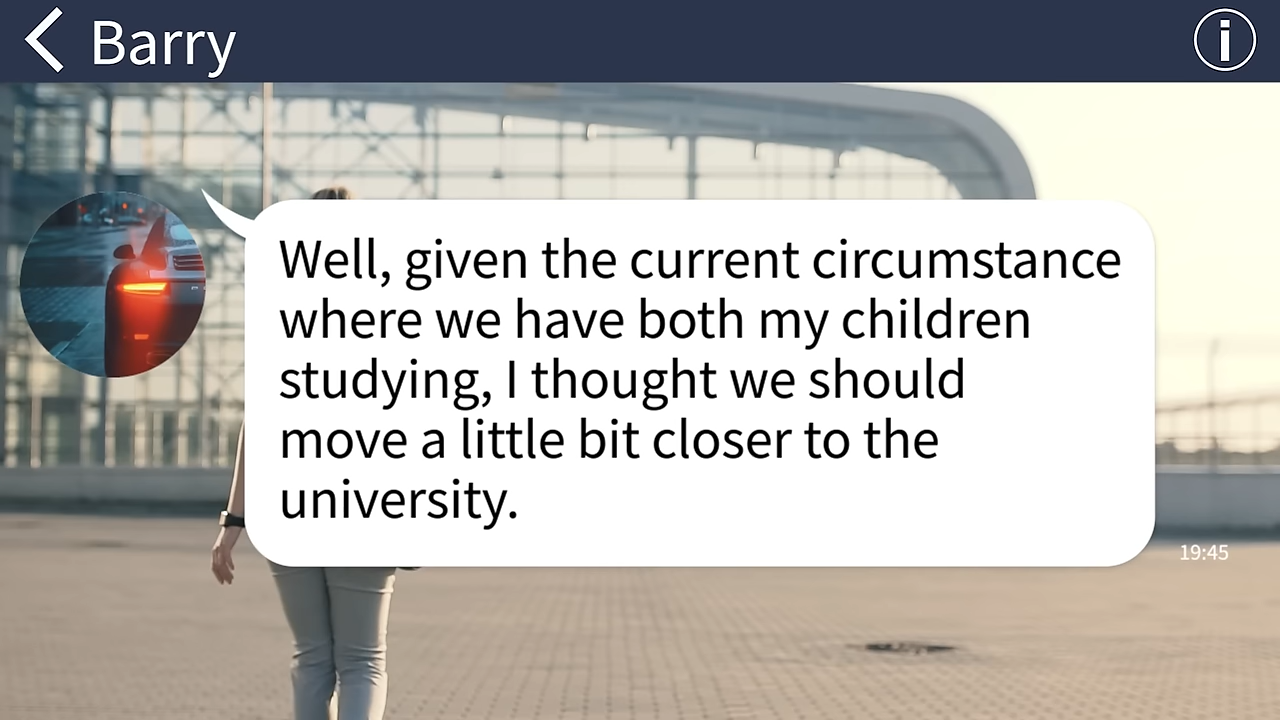 Barry
Well, given the current circumstance
where we have both my children
studying, I thought we should
move a little bit closer to the
university.
19:45